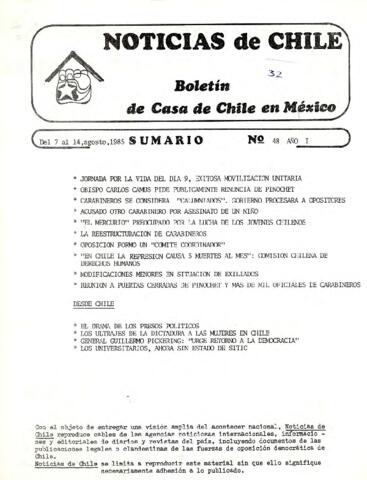 NOTICIAS de CHILE
32
Boletín
de Casa de Chile en México
Del 7 al 14,agosto,1985 SUMARIO Nº 48 AÑO I
* JORNADA POR LA VIDA DEL DIA 9, EXITOSA MOVILIZACION UNITARIA
* OBISPO CARLOS CAMUS PIDE PUBLICAMENTE RENUNCIA DE PINOCHET
* CARABINEROS SE CONSIDERA "CALUMNIADOS". GOBIERNO PROCESARA A OPOSITORES
* ACUSADO OTRO CARABINERO POR ASESINATO DE UN NIÑO
* "EL MERCURIO" PREOCUPADO POR LA LUCHA DE LOS JOVENES CHILENOS
* LA REESTRUCTURACION DE CARABINEROS
* OPOSICION FORMO UN "COMITE COORDINADOR"
* "EN CHILE LA REPRESION CAUSA 5 MUERTES AL MES": COMISION CHILENA DE
DERECHOS HUMANOS
* MODIFICACIONES MENORES EN SITUACION DE EXILIADOS
* REUNION A PUERTAS CERRADAS DE PINOCHET Y MAS DE MIL OFICIALES DE CARABINEROS
DESDE CHILE
* EL DRAMA DE LOS PRESOS POLITICOS
* LOS ULTRAJES DE LA DICTADURA A LAS MUJERES EN CHILE
* GENERAL GUILLERMO PICKERING: "URGE RETORNO A LA DEMOCRACIA"
* LOS UNIVERSITARIOS, AHORA SIN ESTADO DE SITIO
Con el objeto de entregar una visión amplia del acontecer nacional, Noticias de
Chile reproduce cables de las agencias noticiosas internacionales, informacio -
nes y editoriales de diarios y revistas del país, incluyendo documentos de las
publicaciones legales o clandestinas de las fuerzas de oposición democrática de
Chile.
Noticias de Chile se limita a reproducir este material sin que ello signifique
necesariamente adhesión a lo publicado.